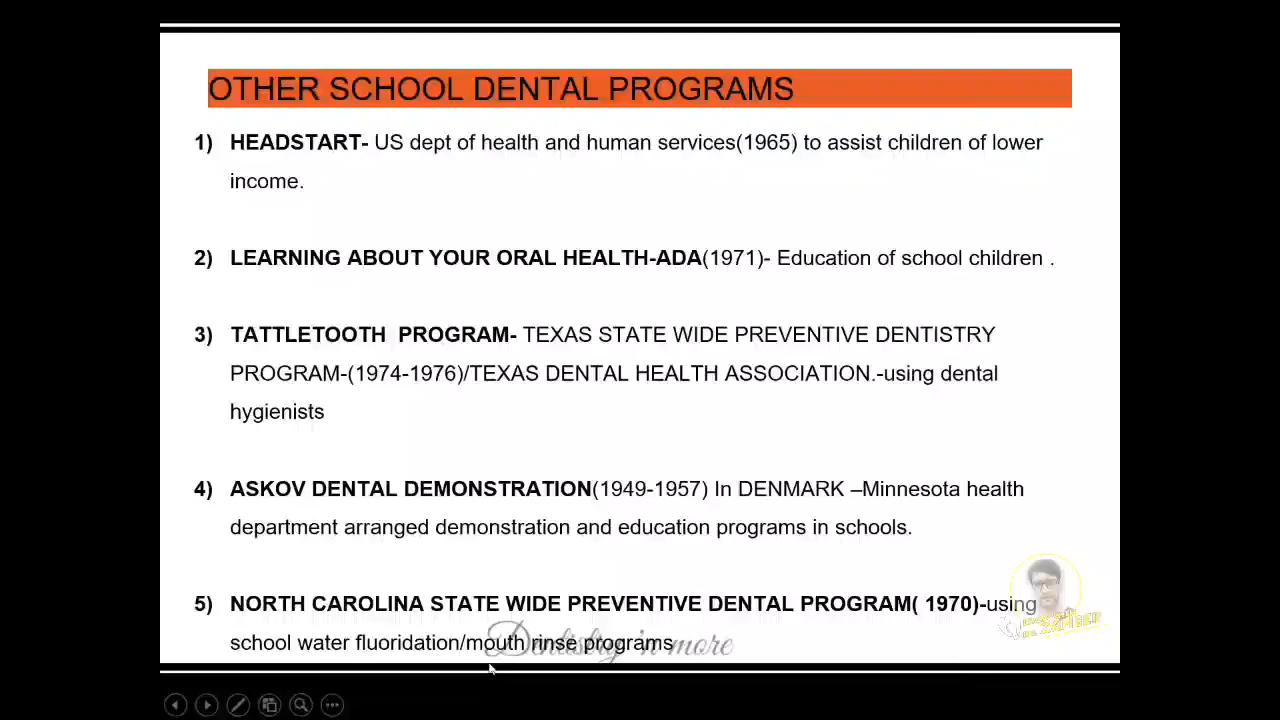 OTHER SCHOOL DENTAL PROGRAMS
1) HEADSTART- US dept of health and human services(1965) to assist children of lower
income.
2) LEARNING ABOUT YOUR ORAL HEALTH-ADA(1971)- Education of school children .
3) TATTLETOOTH PROGRAM- TEXAS STATE WIDE PREVENTIVE DENTISTRY
PROGRAM-(1974-1976)/TEXAS DENTAL HEALTH ASSOCIATION.-using dental
hygienists
4) ASKOV DENTAL DEMONSTRATION(1949-1957) In DENMARK –Minnesota health
department arranged demonstration and education programs in schools.
5) NORTH CAROLINA STATE WIDE PREVENTIVE DENTAL PROGRAM( 1970)-using
school water fluoridation/mouth rinse programs
Dentistry 'n more